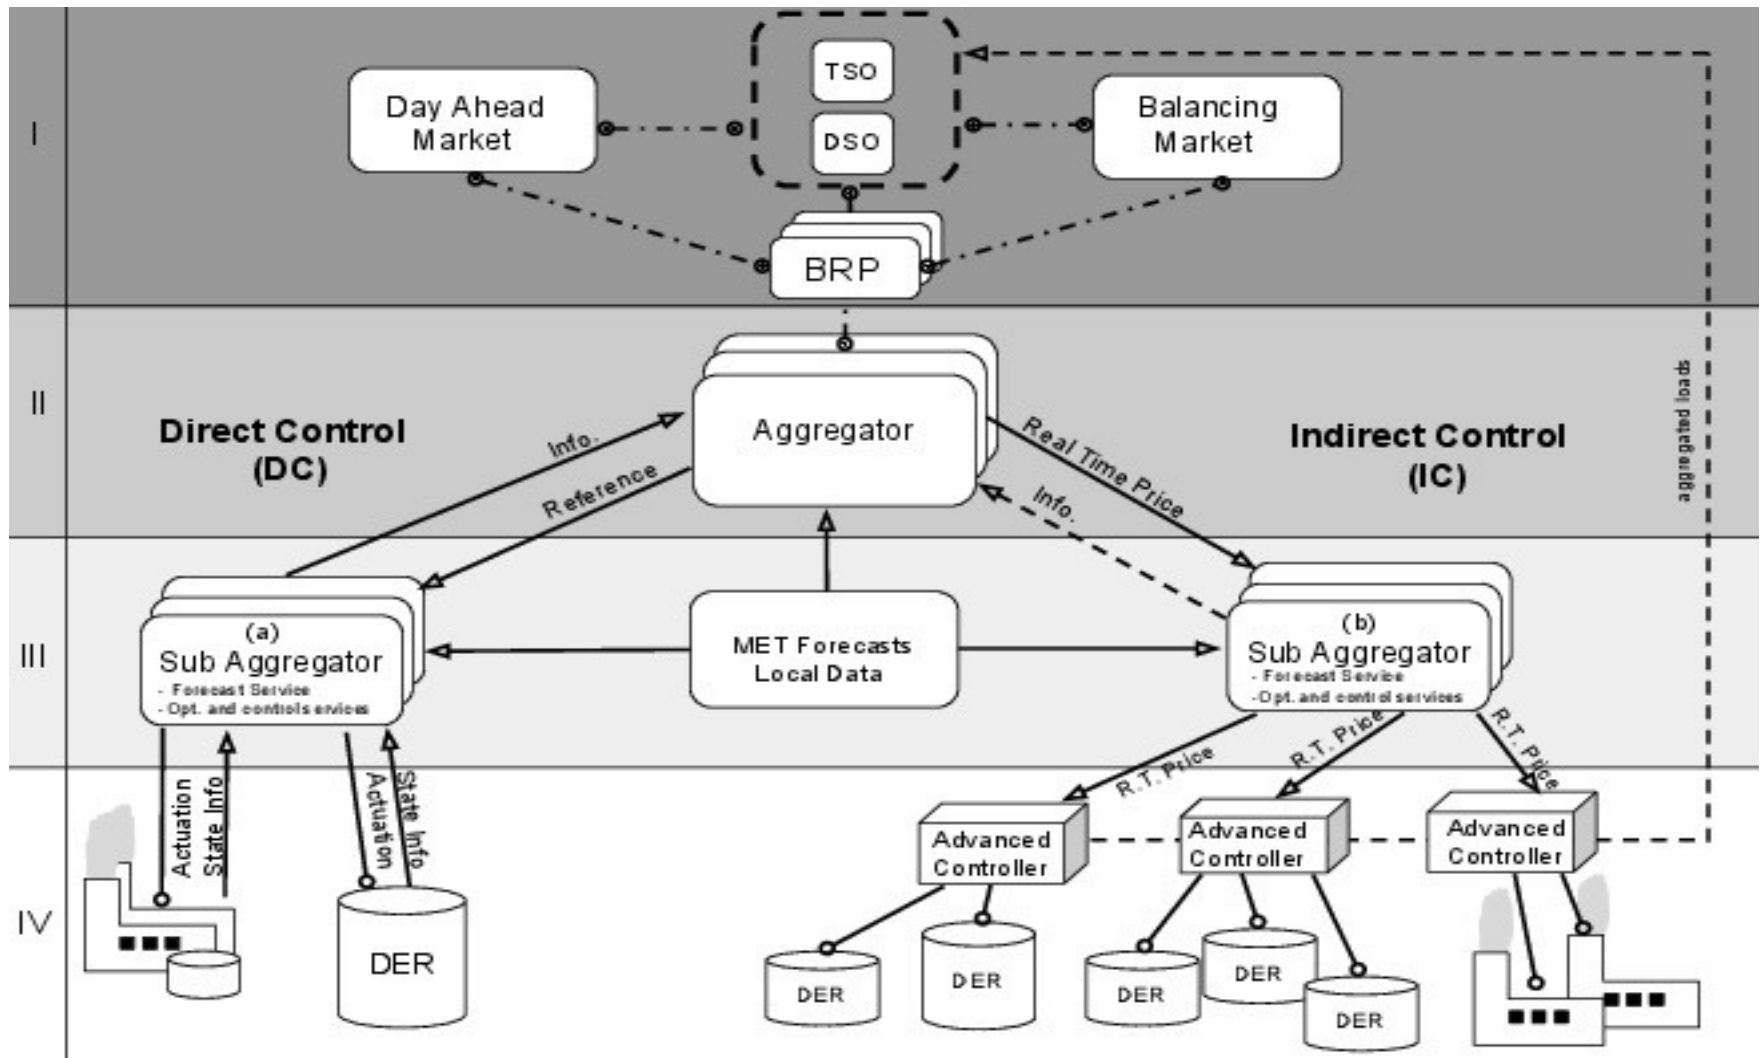 I
Day Ahead
Market
TSO
DSO
Balancing
Market
BRP
II
Direct Control
(DC)
Info.
Reference
Aggregator
Real Time Price
Info.
Indirect Control
(IC)
aggregated loads
III
(a)
Sub Aggregator
- Forecast Service
- Opt. and control services
MET Forecasts
Local Data
(b)
Sub Aggregator
- Forecast Service
-Opt. and control services
R.T. Price
R.T. Price
R.T. Price
IV
Actuation
State Info
Actuation
State Info
DER
Advanced
Controller
Advanced
Controller
Advanced
Controller
DER
DER
DER
DER
DER